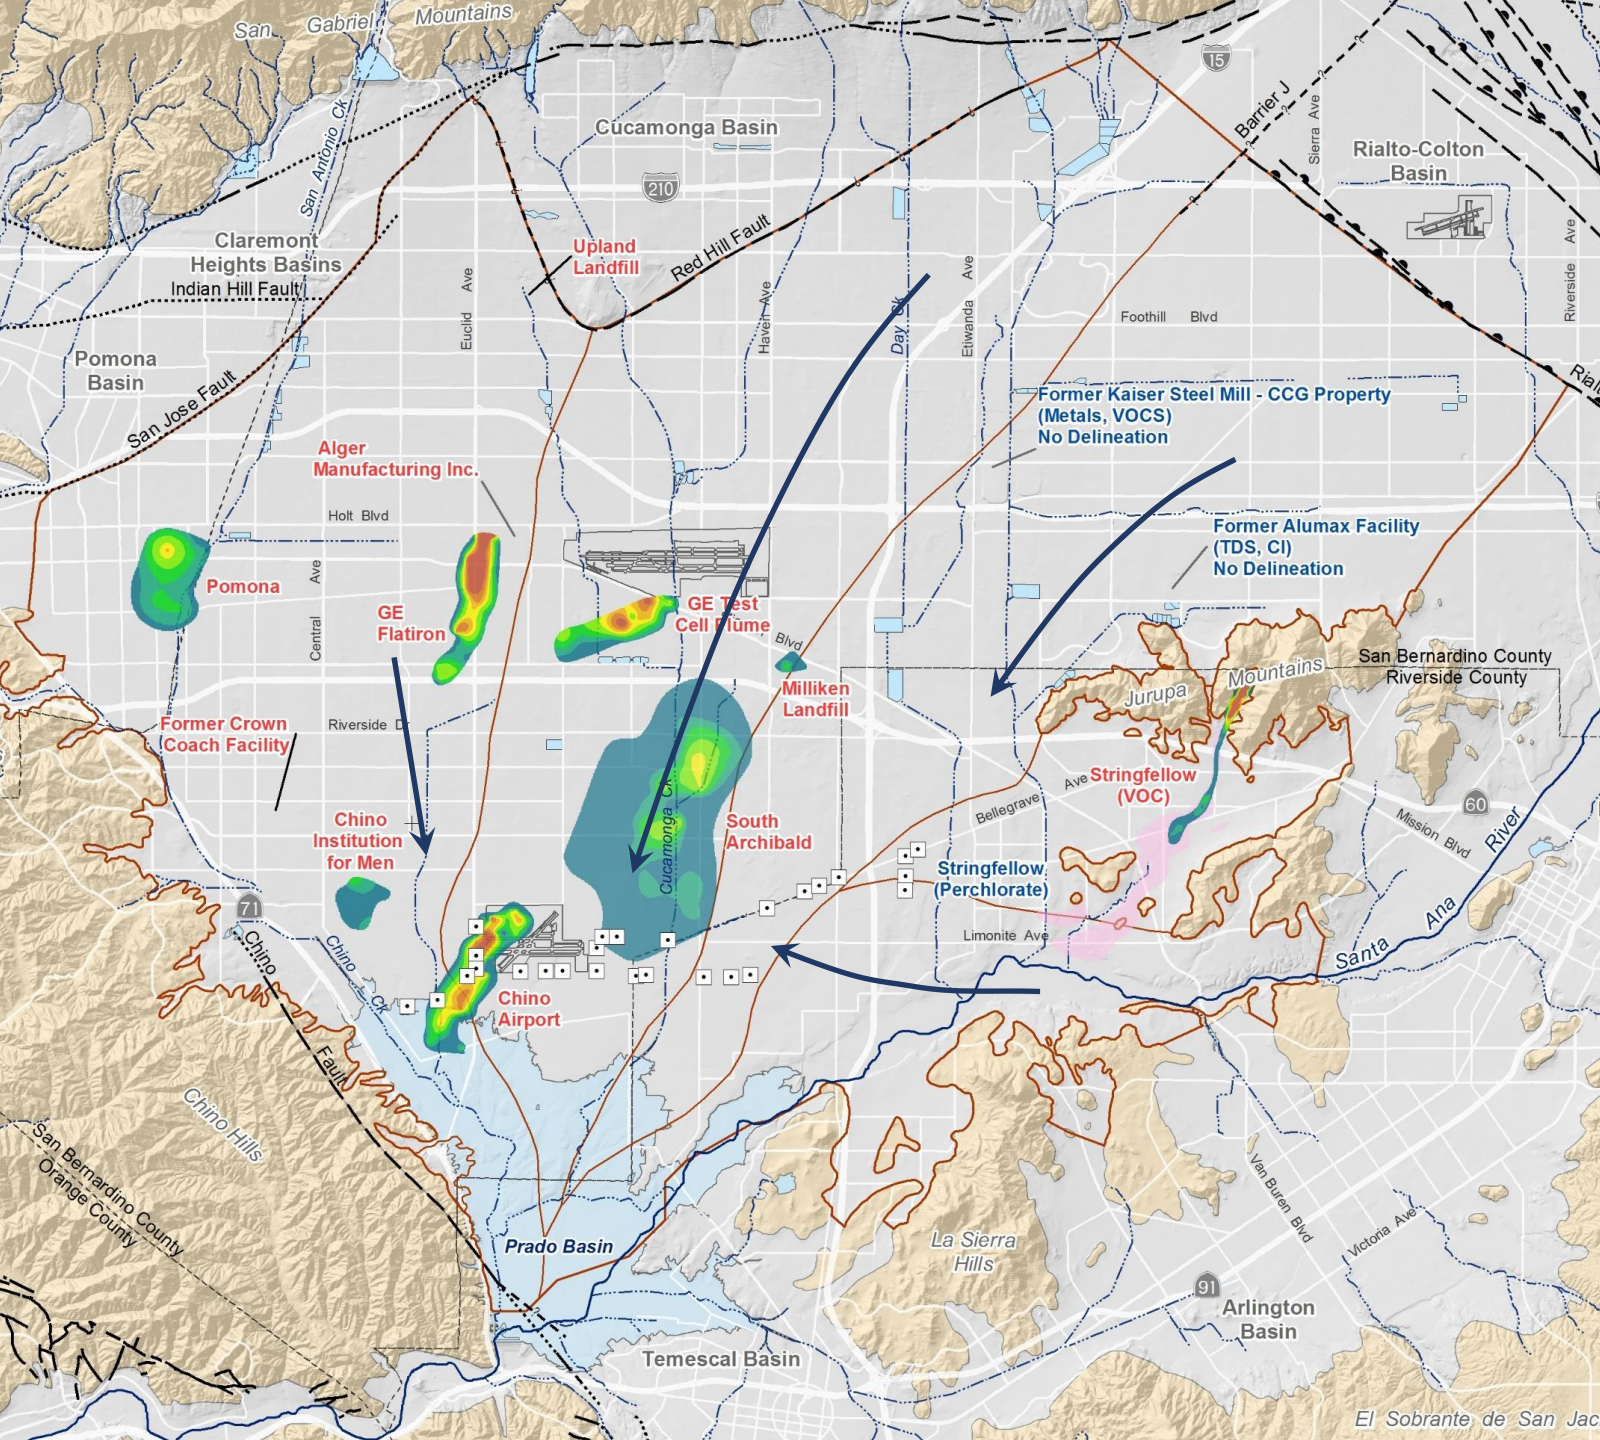 San Gabriel Mountains
15
Barrier J
Sierra Ave
San Antonio Ck
Cucamonga Basin
Rialto-Colton
Basin
210
Claremont
Heights Basins
Indian Hill Fault
Upland
Landfill
Red Hill Fault
Euclid Ave
Haven Ave
Day Ck
Etiwanda Ave
Riverside Ave
Foothill Blvd
Pomona
Basin
San Jose Fault
Former Kaiser Steel Mill - CCG Property
(Metals, VOCS)
No Delineation
Alger
Manufacturing Inc.
Holt Blvd
Former Alumax Facility
(TDS, Cl)
No Delineation
Pomona
Central Ave
GE
Flatiron
GE Test
Cell Plume
Blvd
Milliken
Landfill
San Bernardino County
Riverside County
Jurupa Mountains
Former Crown
Coach Facility
Riverside Dr
Stringfellow
(VOC)
Bellegrave Ave
60
Mission Blvd
Chino
Institution
for Men
Cucamonga Ck
South
Archibald
Stringfellow
(Perchlorate)
71
Limonite Ave
Santa Ana River
Chino Fault
Chino Ck
Chino
Airport
Chino Hills
San Bernardino County
Orange County
Prado Basin
La Sierra
Hills
Van Buren Blvd
Victoria Ave
91
Arlington
Basin
Temescal Basin
El Sobrante de San Jac